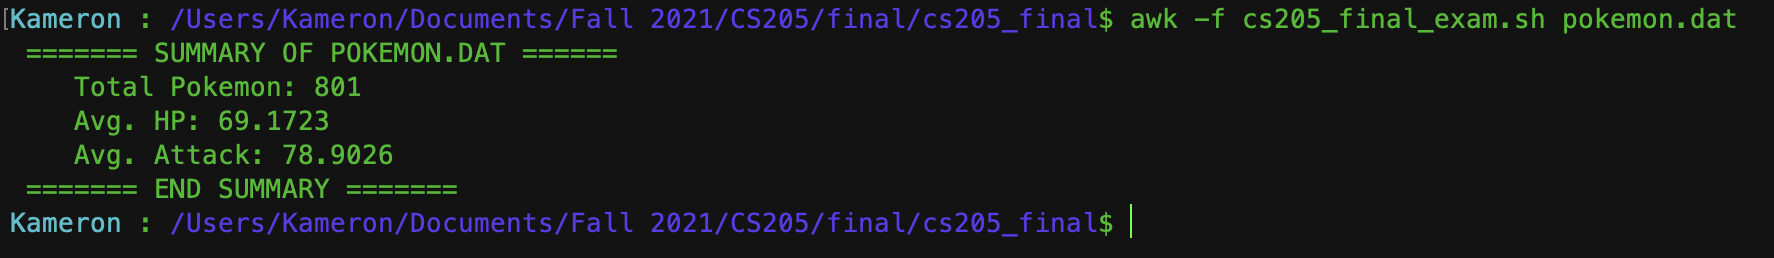 [Kameron : /Users/Kameron/Documents/Fall 2021/CS205/final/cs205_final$ awk -f cs205_final_exam.sh pokemon.dat
======= SUMMARY OF POKEMON.DAT ======
Total Pokemon: 801
Avg. HP: 69.1723
Avg. Attack: 78.9026
======= END SUMMARY =======
Kameron : /Users/Kameron/Documents/Fall 2021/CS205/final/cs205_final$